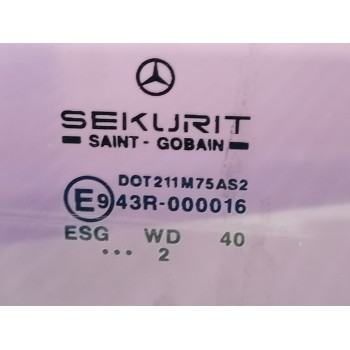 SEKURIT
SAINT - GOBAIN
DOT211M75AS2
E9 43R-000016
ESG WD 40
... 2